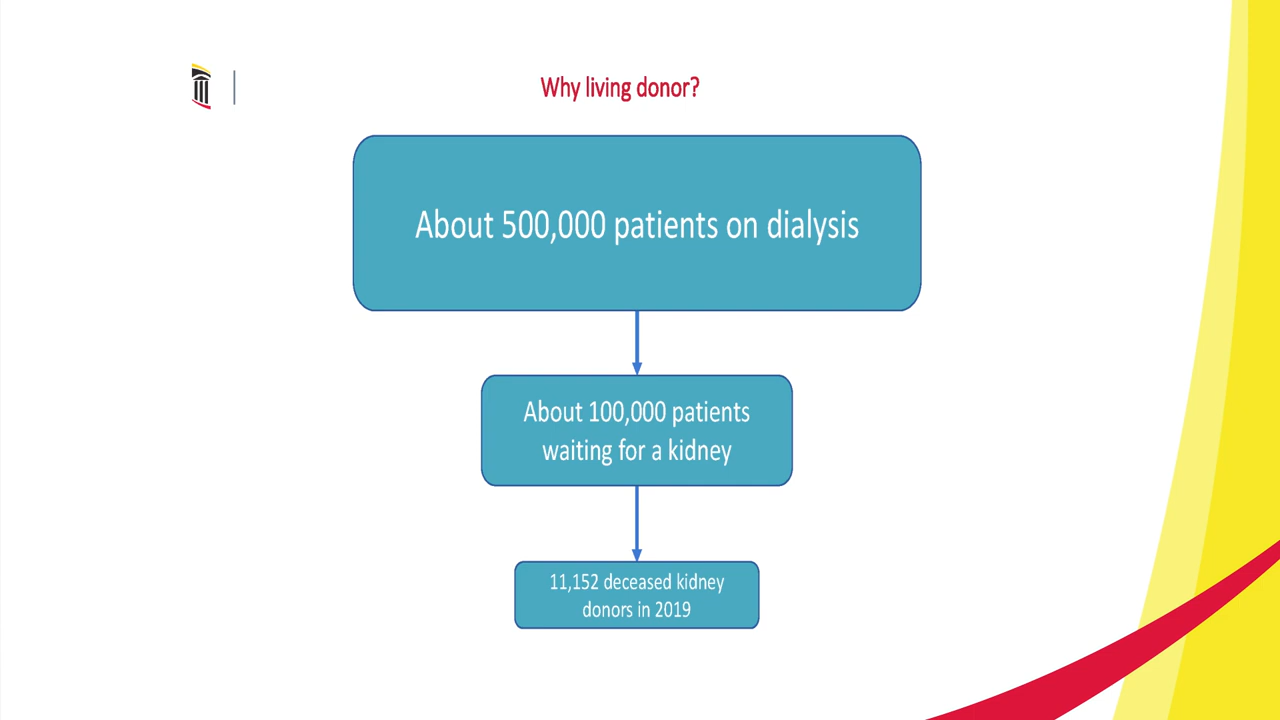 Why living donor?
About 500,000 patients on dialysis
About 100,000 patients
waiting for a kidney
11,152 deceased kidney
donors in 2019